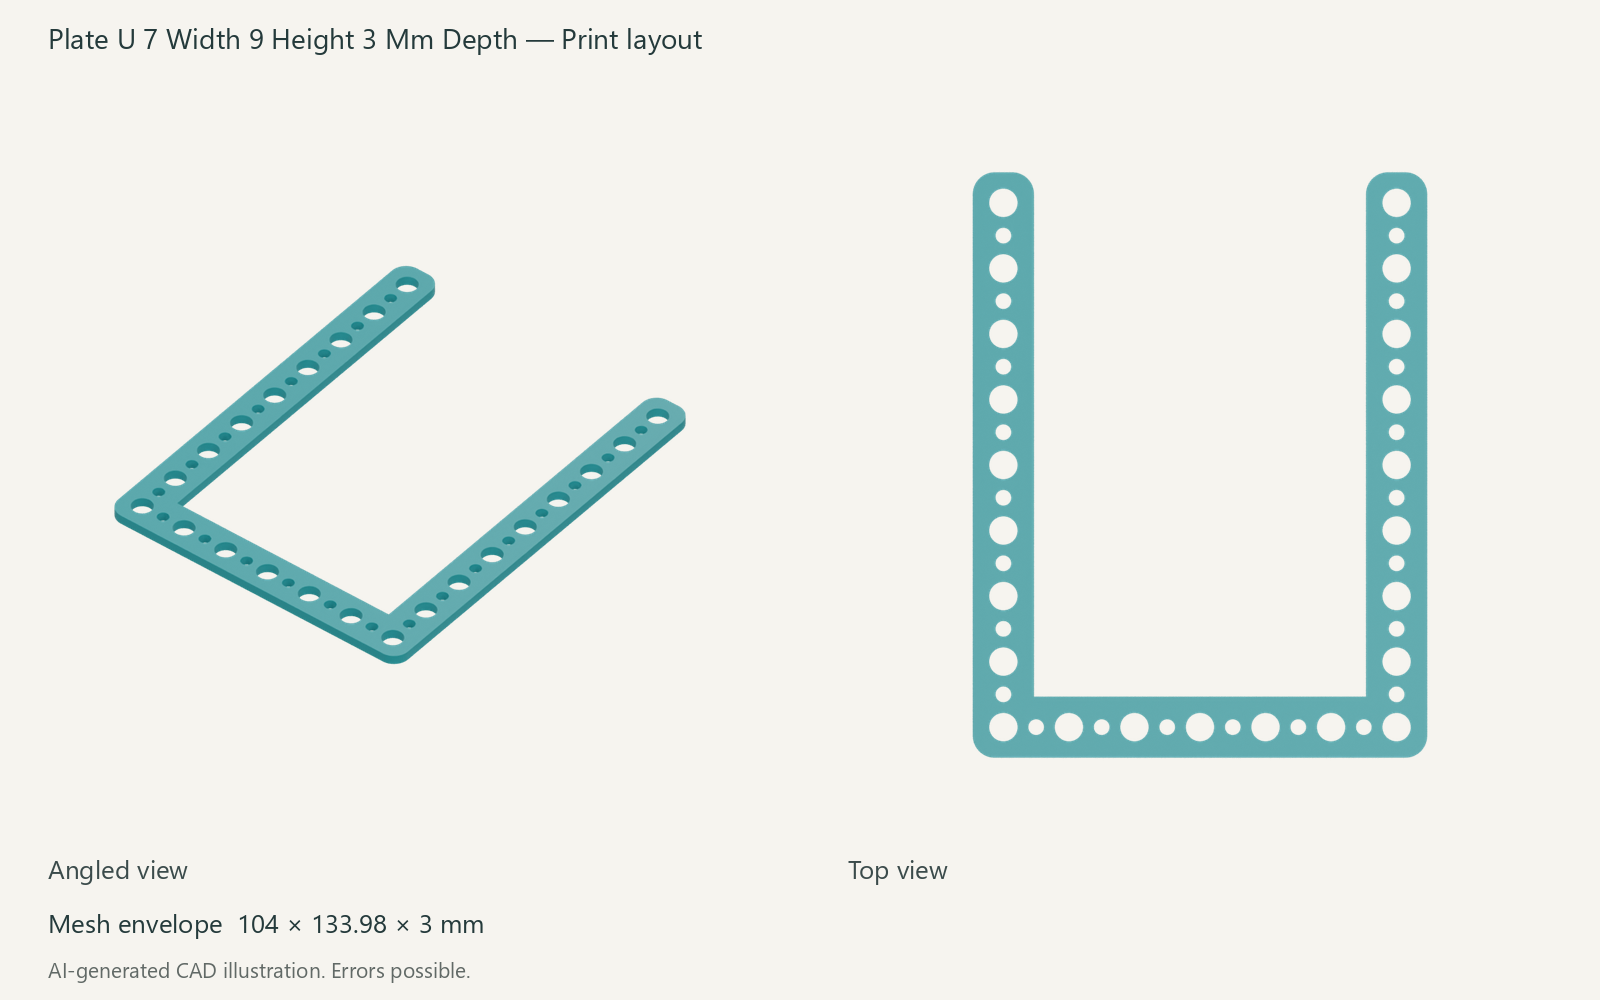 Plate U 7 Width 9 Height 3 Mm Depth — Print layout
Angled view
Top view
Mesh envelope 104 × 133.98 × 3 mm
AI-generated CAD illustration. Errors possible.